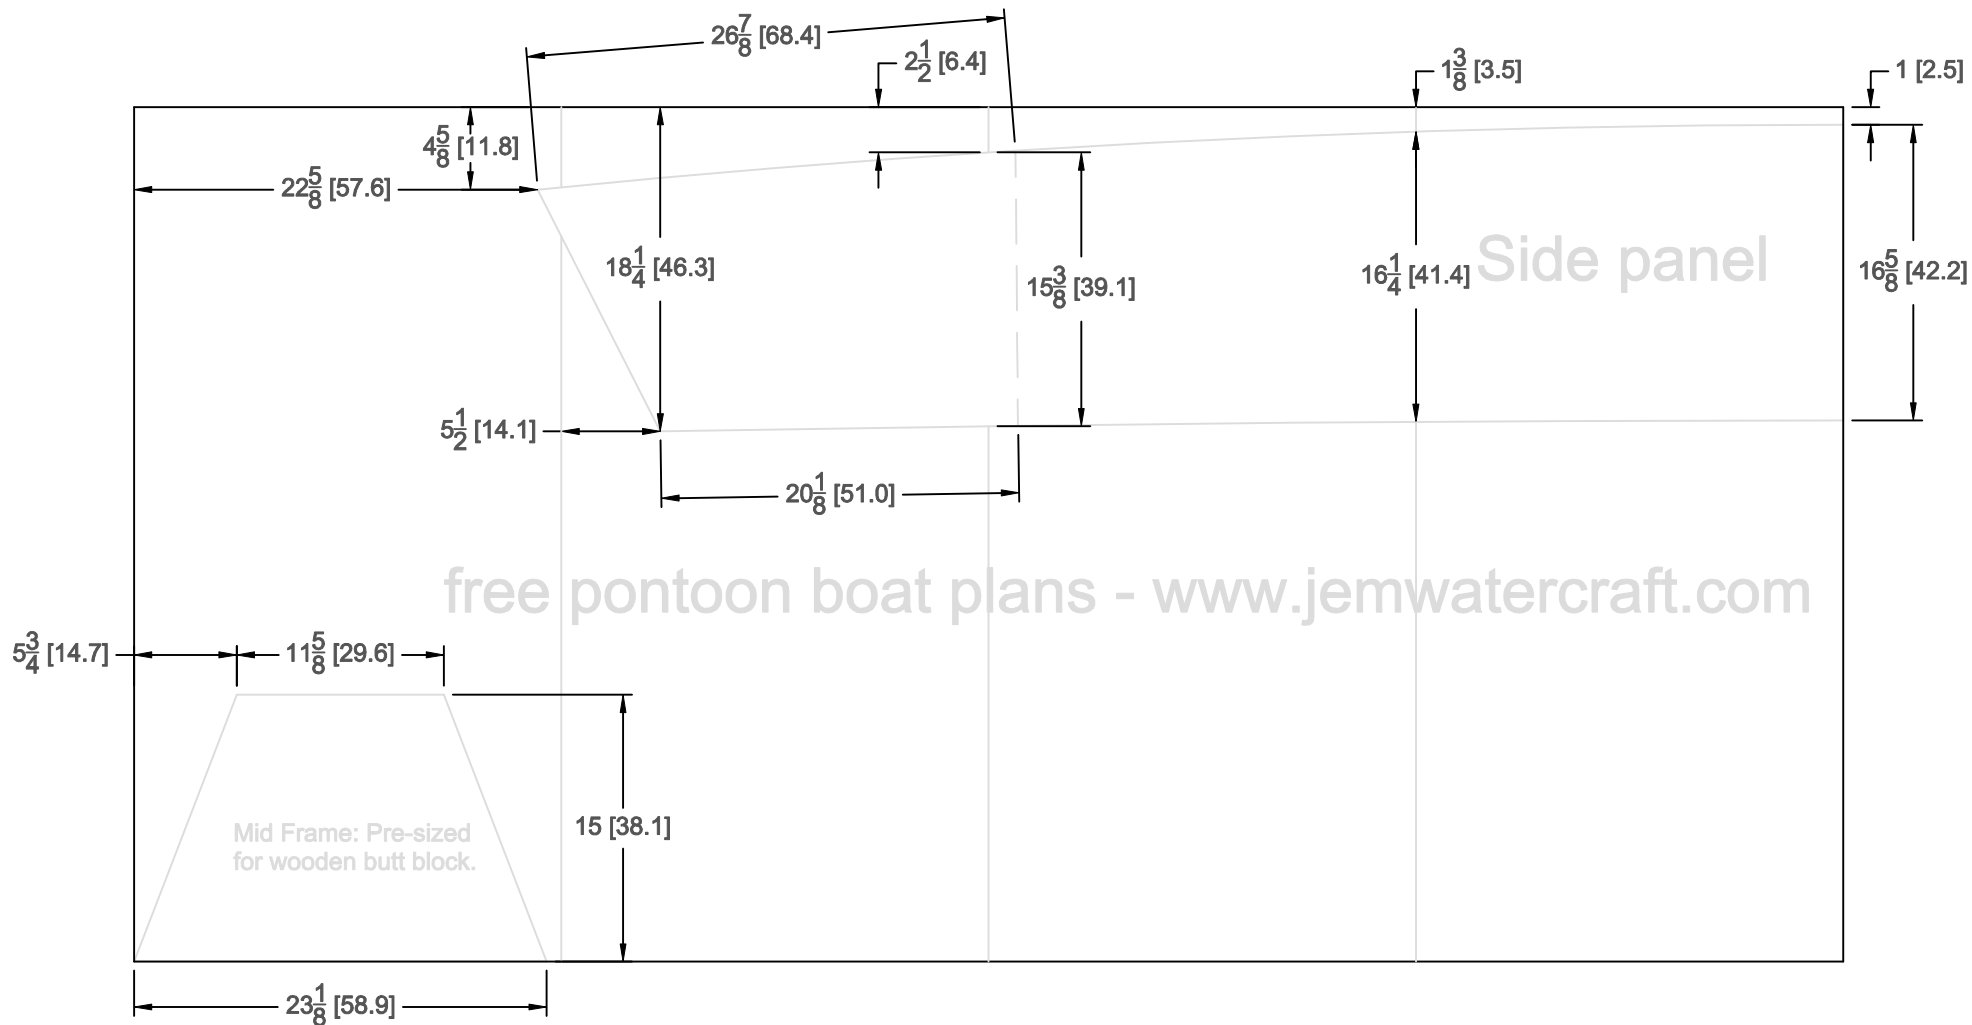 26 7/8 [68.4]
2 1/2 [6.4]
1 3/8 [3.5]
1 [2.5]
4 5/8 [11.8]
22 5/8 [57.6]
18 1/4 [46.3]
15 3/8 [39.1]
16 1/4 [41.4]
Side panel
16 5/8 [42.2]
5 1/2 [14.1]
20 1/8 [51.0]
free pontoon boat plans - www.jemwatercraft.com
5 3/4 [14.7]
11 5/8 [29.6]
15 [38.1]
Mid Frame: Pre-sized
for wooden butt block.
23 1/8 [58.9]